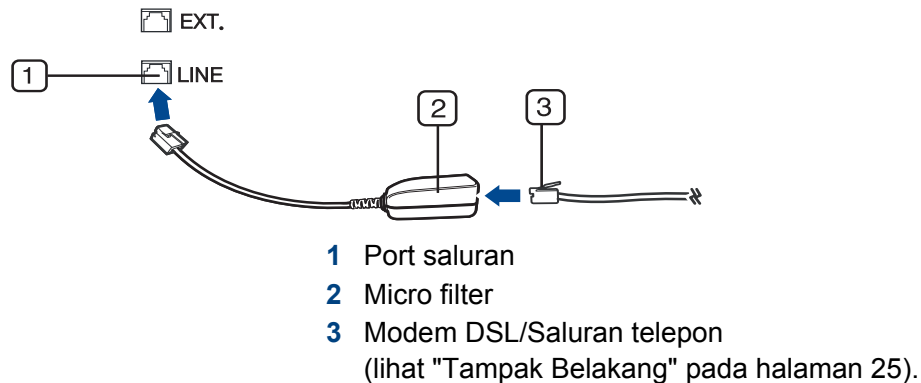 EXT.
1 LINE
2 3
1 Port saluran
2 Micro filter
3 Modem DSL/Saluran telepon
(lihat "Tampak Belakang" pada halaman 25).